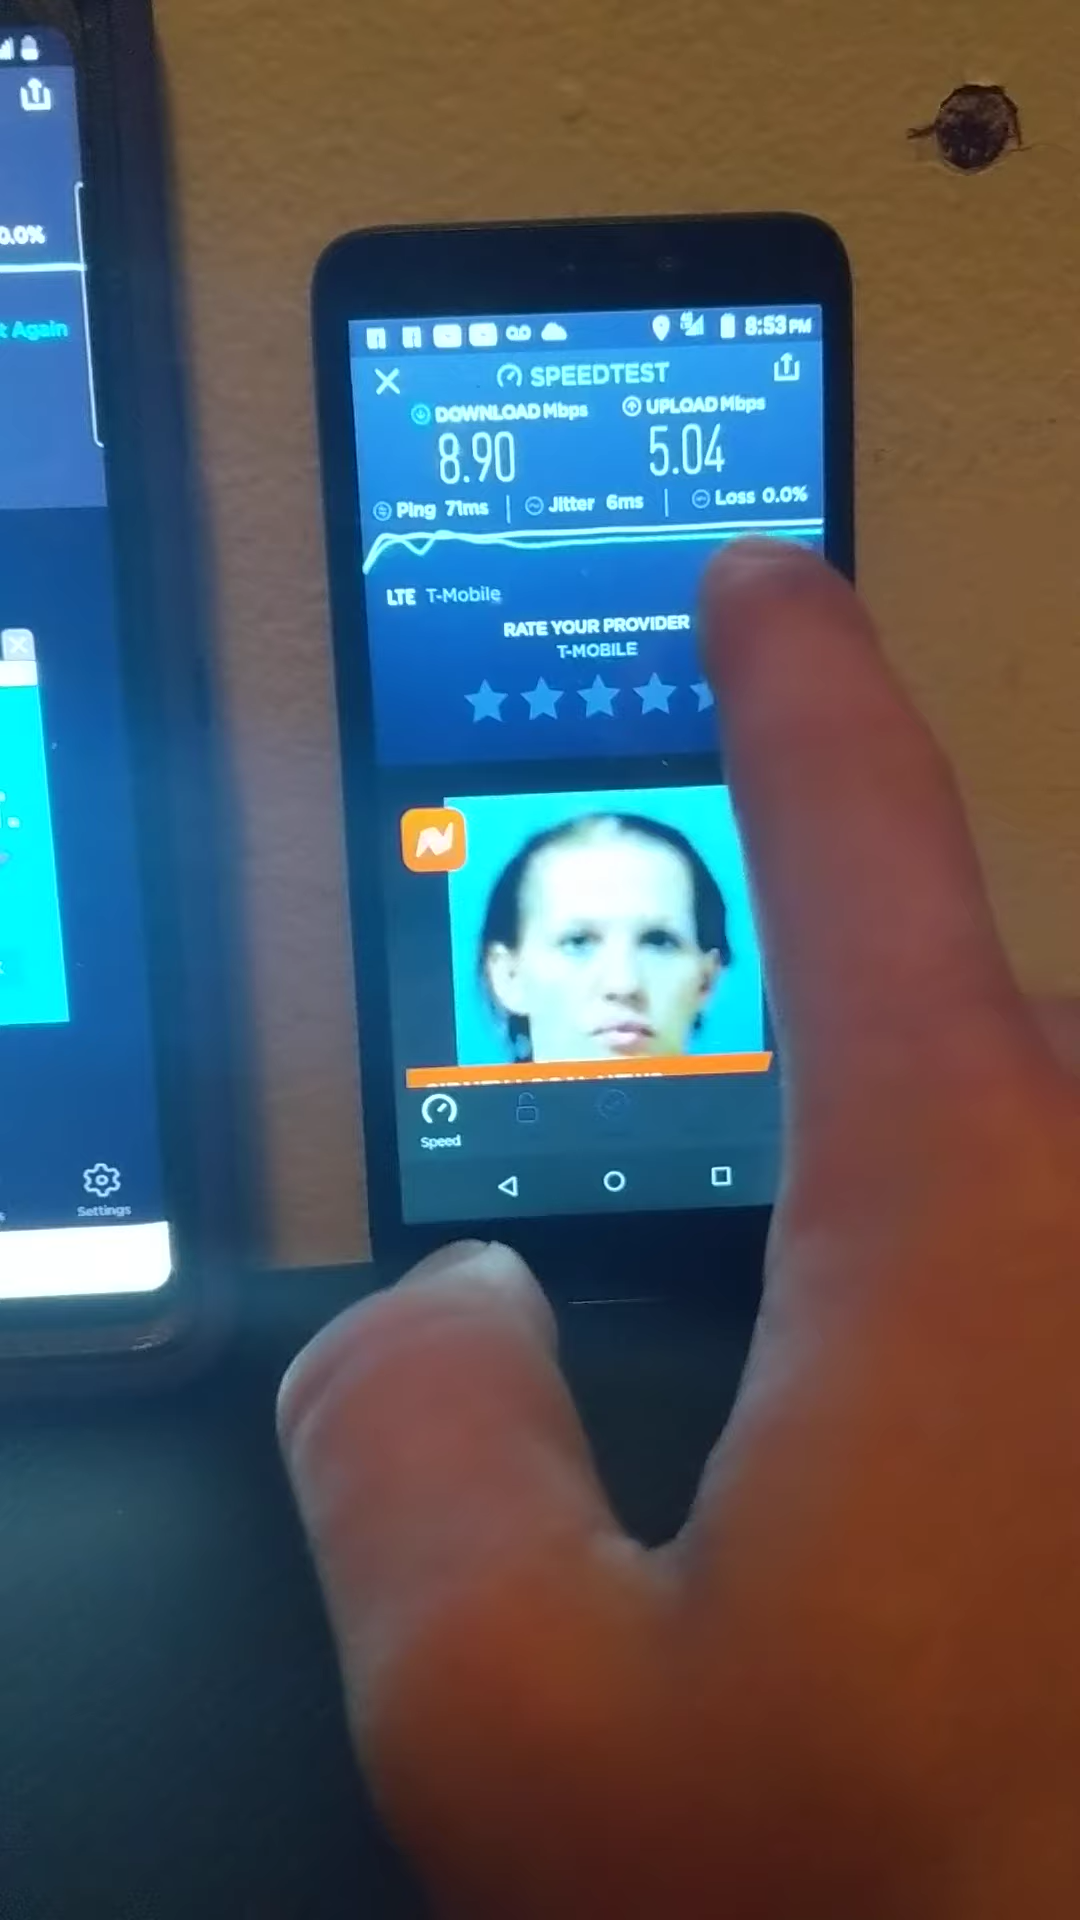 0.0%
t Again
Settings
8:53 PM
SPEEDTEST
DOWNLOAD Mbps
UPLOAD Mbps
8.90
5.04
Ping 71ms
Jitter 6ms
Loss 0.0%
LTE T-Mobile
RATE YOUR PROVIDER
T-MOBILE
Speed